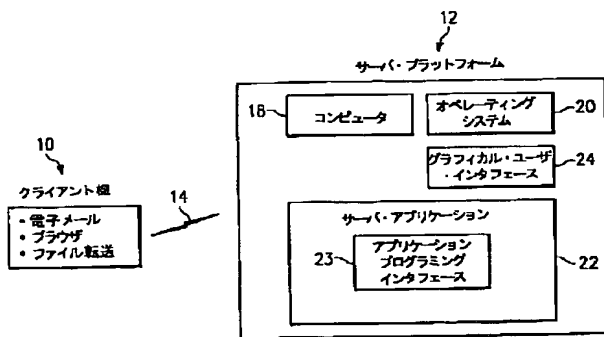 12
サーバ・プラットフォーム
18
コンピュータ
オペレーティング
システム
20
10
グラフィカル・ユーザ
・インタフェース
24
クライアント機
・電子メール
・ブラウザ
・ファイル転送
14
サーバ・アプリケーション
23
アプリケーション
プログラミング
インタフェース
22